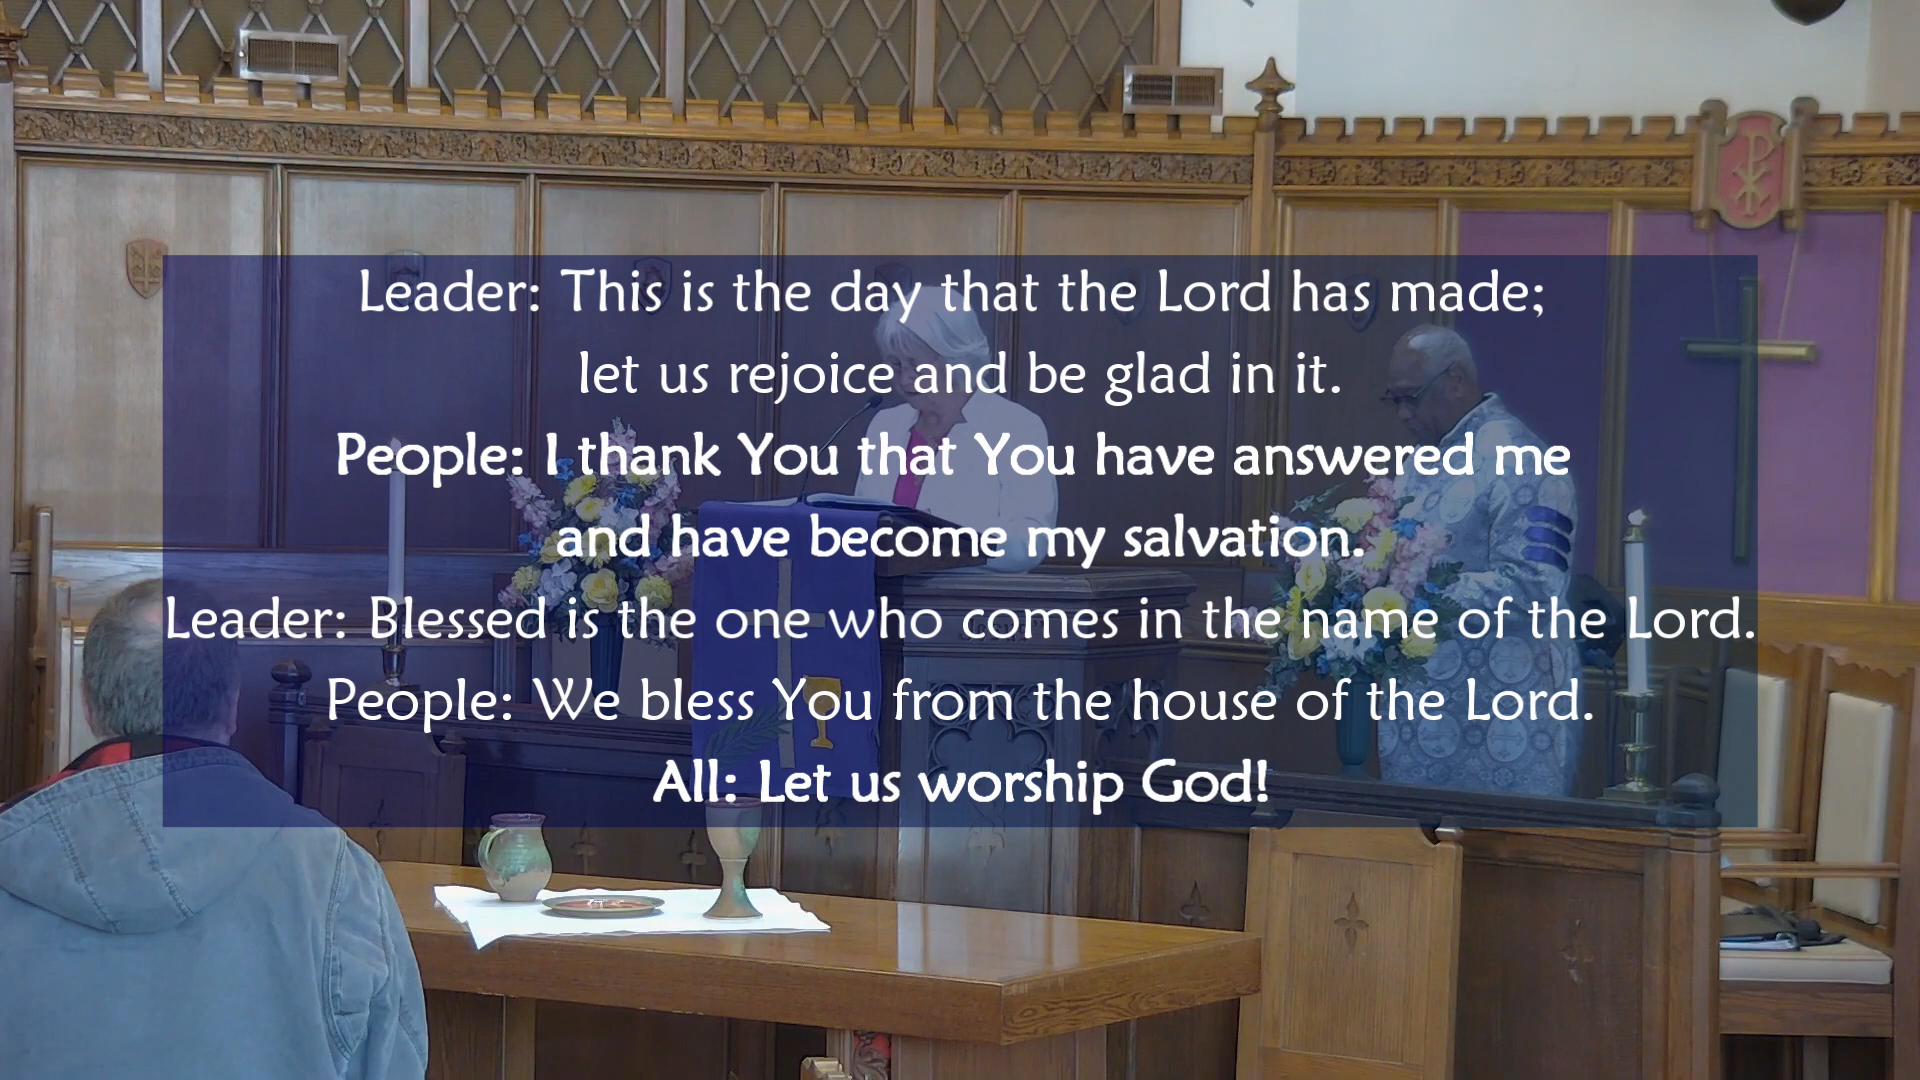 Leader: This is the day that the Lord has made;
let us rejoice and be glad in it.
People: I thank You that You have answered me
and have become my salvation.
Leader: Blessed is the one who comes in the name of the Lord.
People: We bless You from the house of the Lord.
All: Let us worship God!